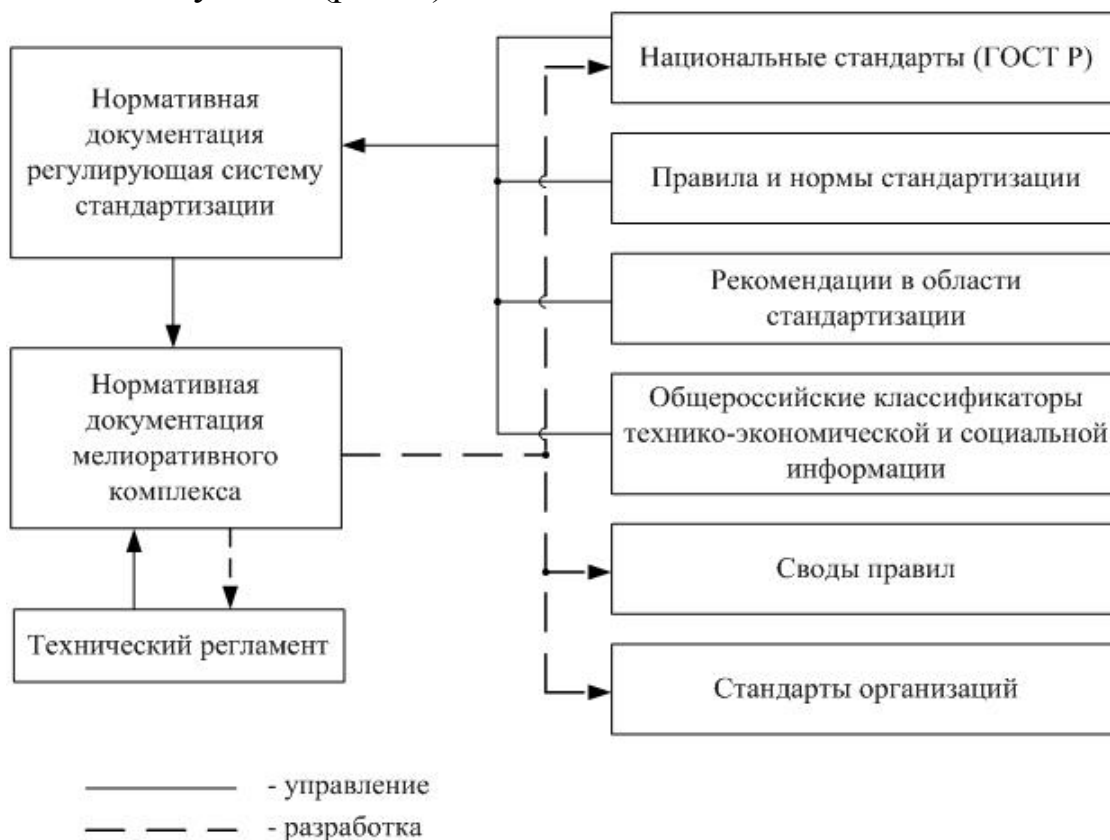 Нормативная
документация
регулирующая систему
стандартизации
Нормативная
документация
мелиоративного
комплекса
Технический регламент
Национальные стандарты (ГОСТ Р)
Правила и нормы стандартизации
Рекомендации в области
стандартизации
Общероссийские классификаторы
технико-экономической и социальной
информации
Своды правил
Стандарты организаций
- управление
- разработка